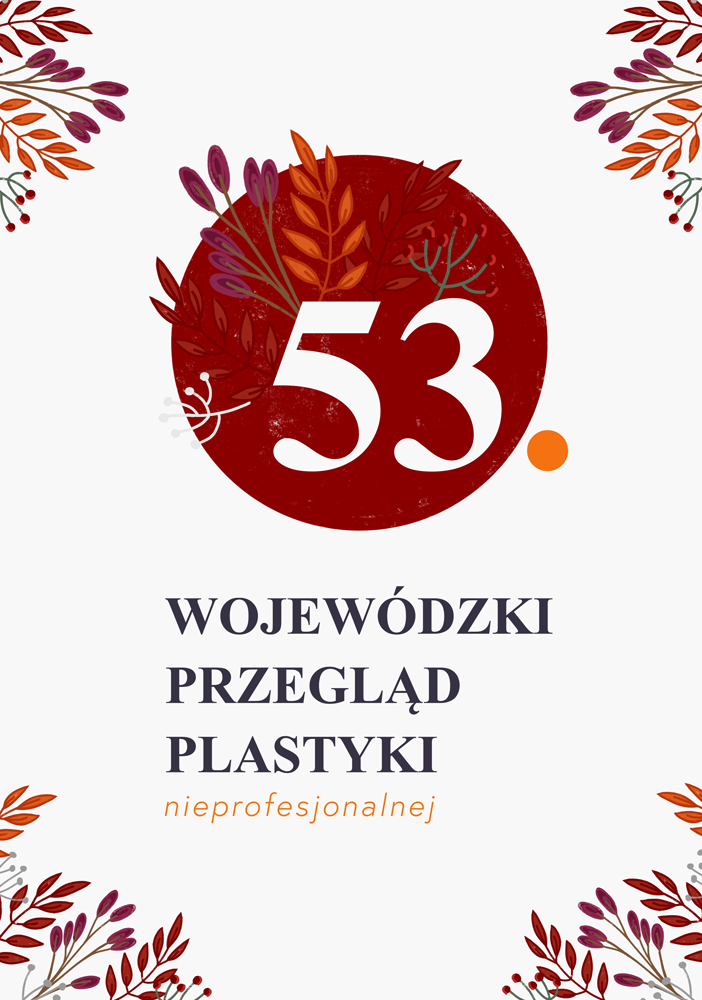 53.
WOJEWÓDZKI
PRZEGLĄD
PLASTYKI
nieprofesjonalnej